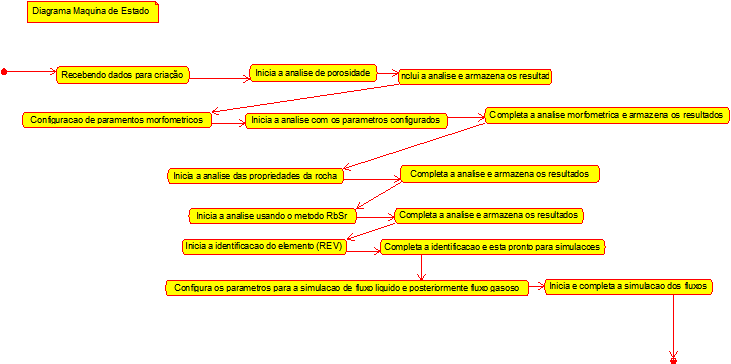 Diagrama Maquina de Estado
Recebendo dados para criação
Inicia a analise de porosidade
nclui a analise e armazena os resultad
Configuracao de paramentos morfometricos
Inicia a analise com os parametros configurados
Completa a analise morfometrica e armazena os resultados
Inicia a analise das propriedades da rocha
Completa a analise e armazena os resultados
Inicia a analise usando o metodo RbSr
Completa a analise e armazena os resultados
Inicia a identificacao do elemento (REV)
Completa a identificacao e esta pronto para simulacoes
Configura os parametros para a simulacao de fluxo liquido e posteriormente fluxo gasoso
Inicia e completa a simulacao dos fluxos